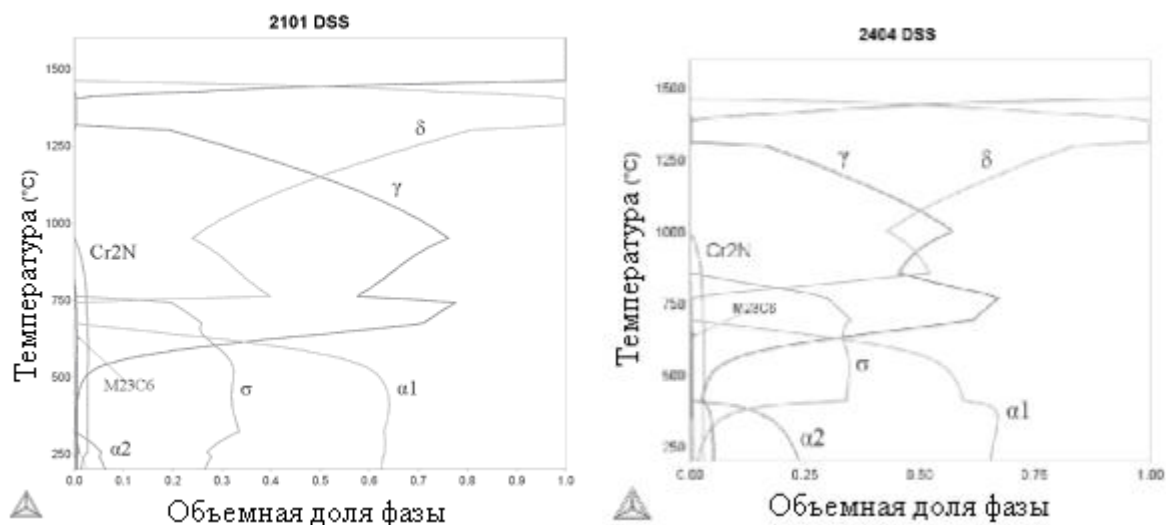 2101 DSS
Температура (°C)
1500
1250
1000
750
500
250
δ
γ
Cr2N
M23C6
σ
α1
α2
0.0 0.1 0.2 0.3 0.4 0.5 0.6 0.7 0.8 0.9 1.0
Объемная доля фазы
2404 DSS
Температура (°C)
1500
1250
1000
750
500
250
γ
δ
Cr2N
M23C6
σ
α1
α2
0.00 0.25 0.50 0.75 1.00
Объемная доля фазы